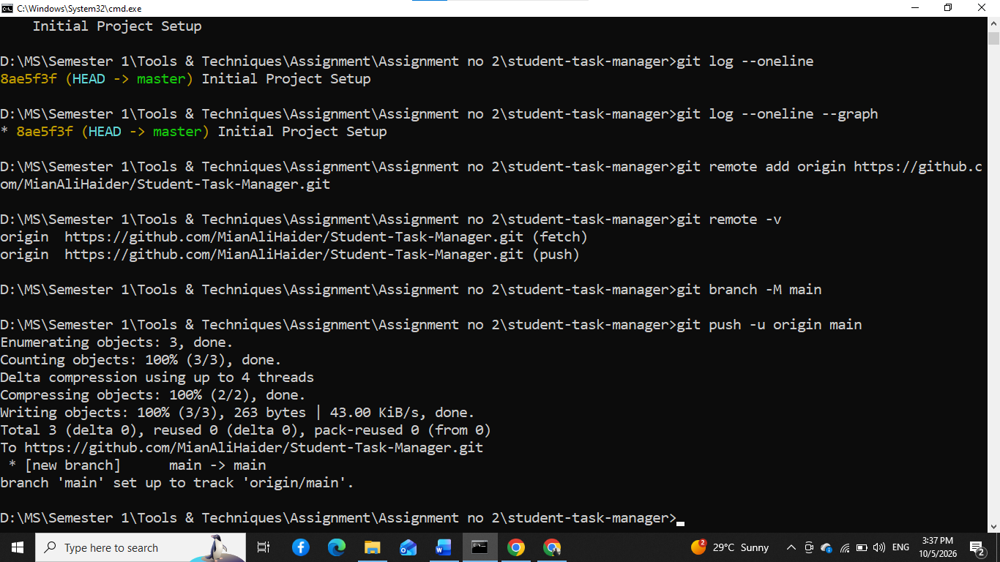 C:\Windows\System32\cmd.exe
    Initial Project Setup
D:\MS\Semester 1\Tools & Techniques\Assignment\Assignment no 2\student-task-manager>git log --oneline
8ae5f3f (HEAD -> master) Initial Project Setup
D:\MS\Semester 1\Tools & Techniques\Assignment\Assignment no 2\student-task-manager>git log --oneline --graph
* 8ae5f3f (HEAD -> master) Initial Project Setup
D:\MS\Semester 1\Tools & Techniques\Assignment\Assignment no 2\student-task-manager>git remote add origin https://github.c
om/MianAliHaider/Student-Task-Manager.git
D:\MS\Semester 1\Tools & Techniques\Assignment\Assignment no 2\student-task-manager>git remote -v
origin  https://github.com/MianAliHaider/Student-Task-Manager.git (fetch)
origin  https://github.com/MianAliHaider/Student-Task-Manager.git (push)
D:\MS\Semester 1\Tools & Techniques\Assignment\Assignment no 2\student-task-manager>git branch -M main
D:\MS\Semester 1\Tools & Techniques\Assignment\Assignment no 2\student-task-manager>git push -u origin main
Enumerating objects: 3, done.
Counting objects: 100% (3/3), done.
Delta compression using up to 4 threads
Compressing objects: 100% (2/2), done.
Writing objects: 100% (3/3), 263 bytes | 43.00 KiB/s, done.
Total 3 (delta 0), reused 0 (delta 0), pack-reused 0 (from 0)
To https://github.com/MianAliHaider/Student-Task-Manager.git
 * [new branch]      main -> main
branch 'main' set up to track 'origin/main'.
D:\MS\Semester 1\Tools & Techniques\Assignment\Assignment no 2\student-task-manager>
Type here to search
2
29°C Sunny
ENG
3:37 PM
10/5/2026
2